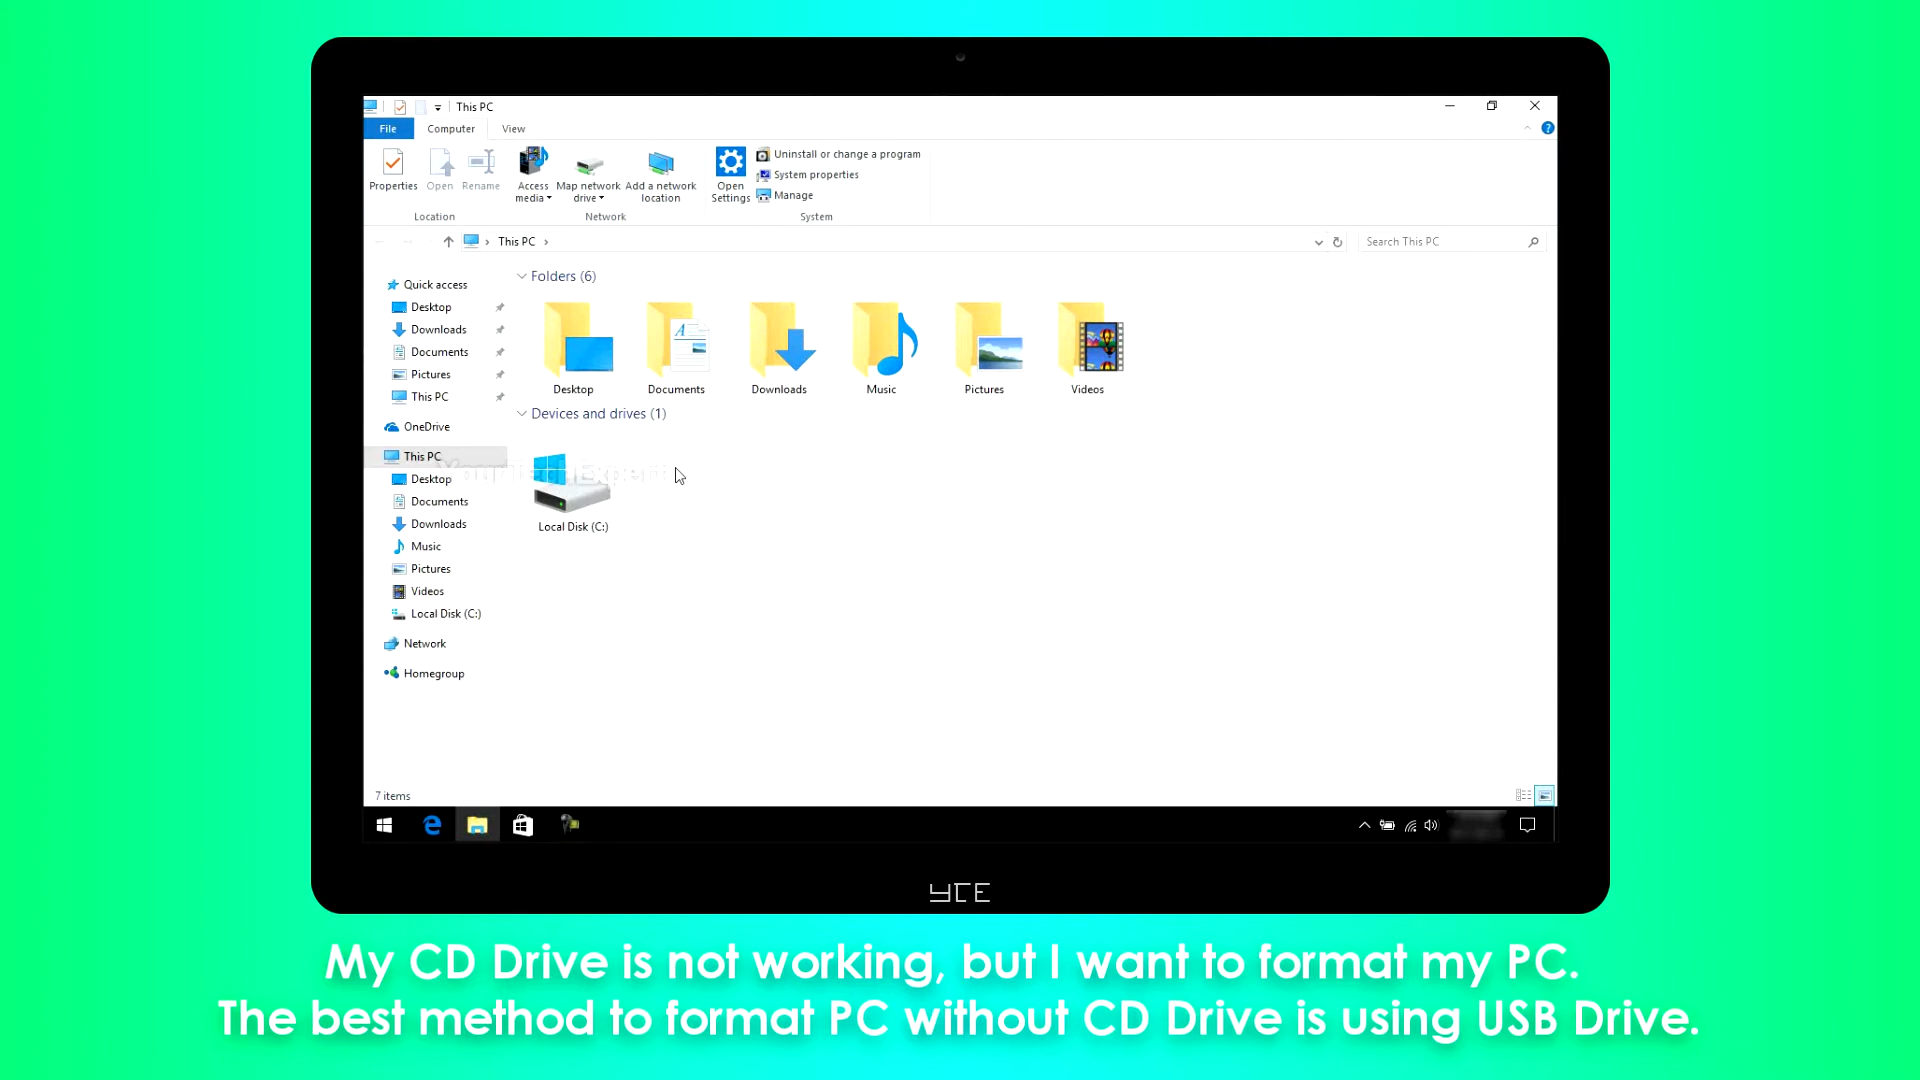 This PC
File
Computer
View
Properties
Open
Rename
Access media
Map network drive
Add a network location
Open Settings
Uninstall or change a program
System properties
Manage
Location
Network
System
This PC
Search This PC
Quick access
Desktop
Downloads
Documents
Pictures
This PC
OneDrive
This PC
Desktop
Documents
Downloads
Music
Pictures
Videos
Local Disk (C:)
Network
Homegroup
Folders (6)
Desktop
Documents
Downloads
Music
Pictures
Videos
Devices and drives (1)
Local Disk (C:)
7 items
YTE
My CD Drive is not working, but I want to format my PC.
The best method to format PC without CD Drive is using USB Drive.